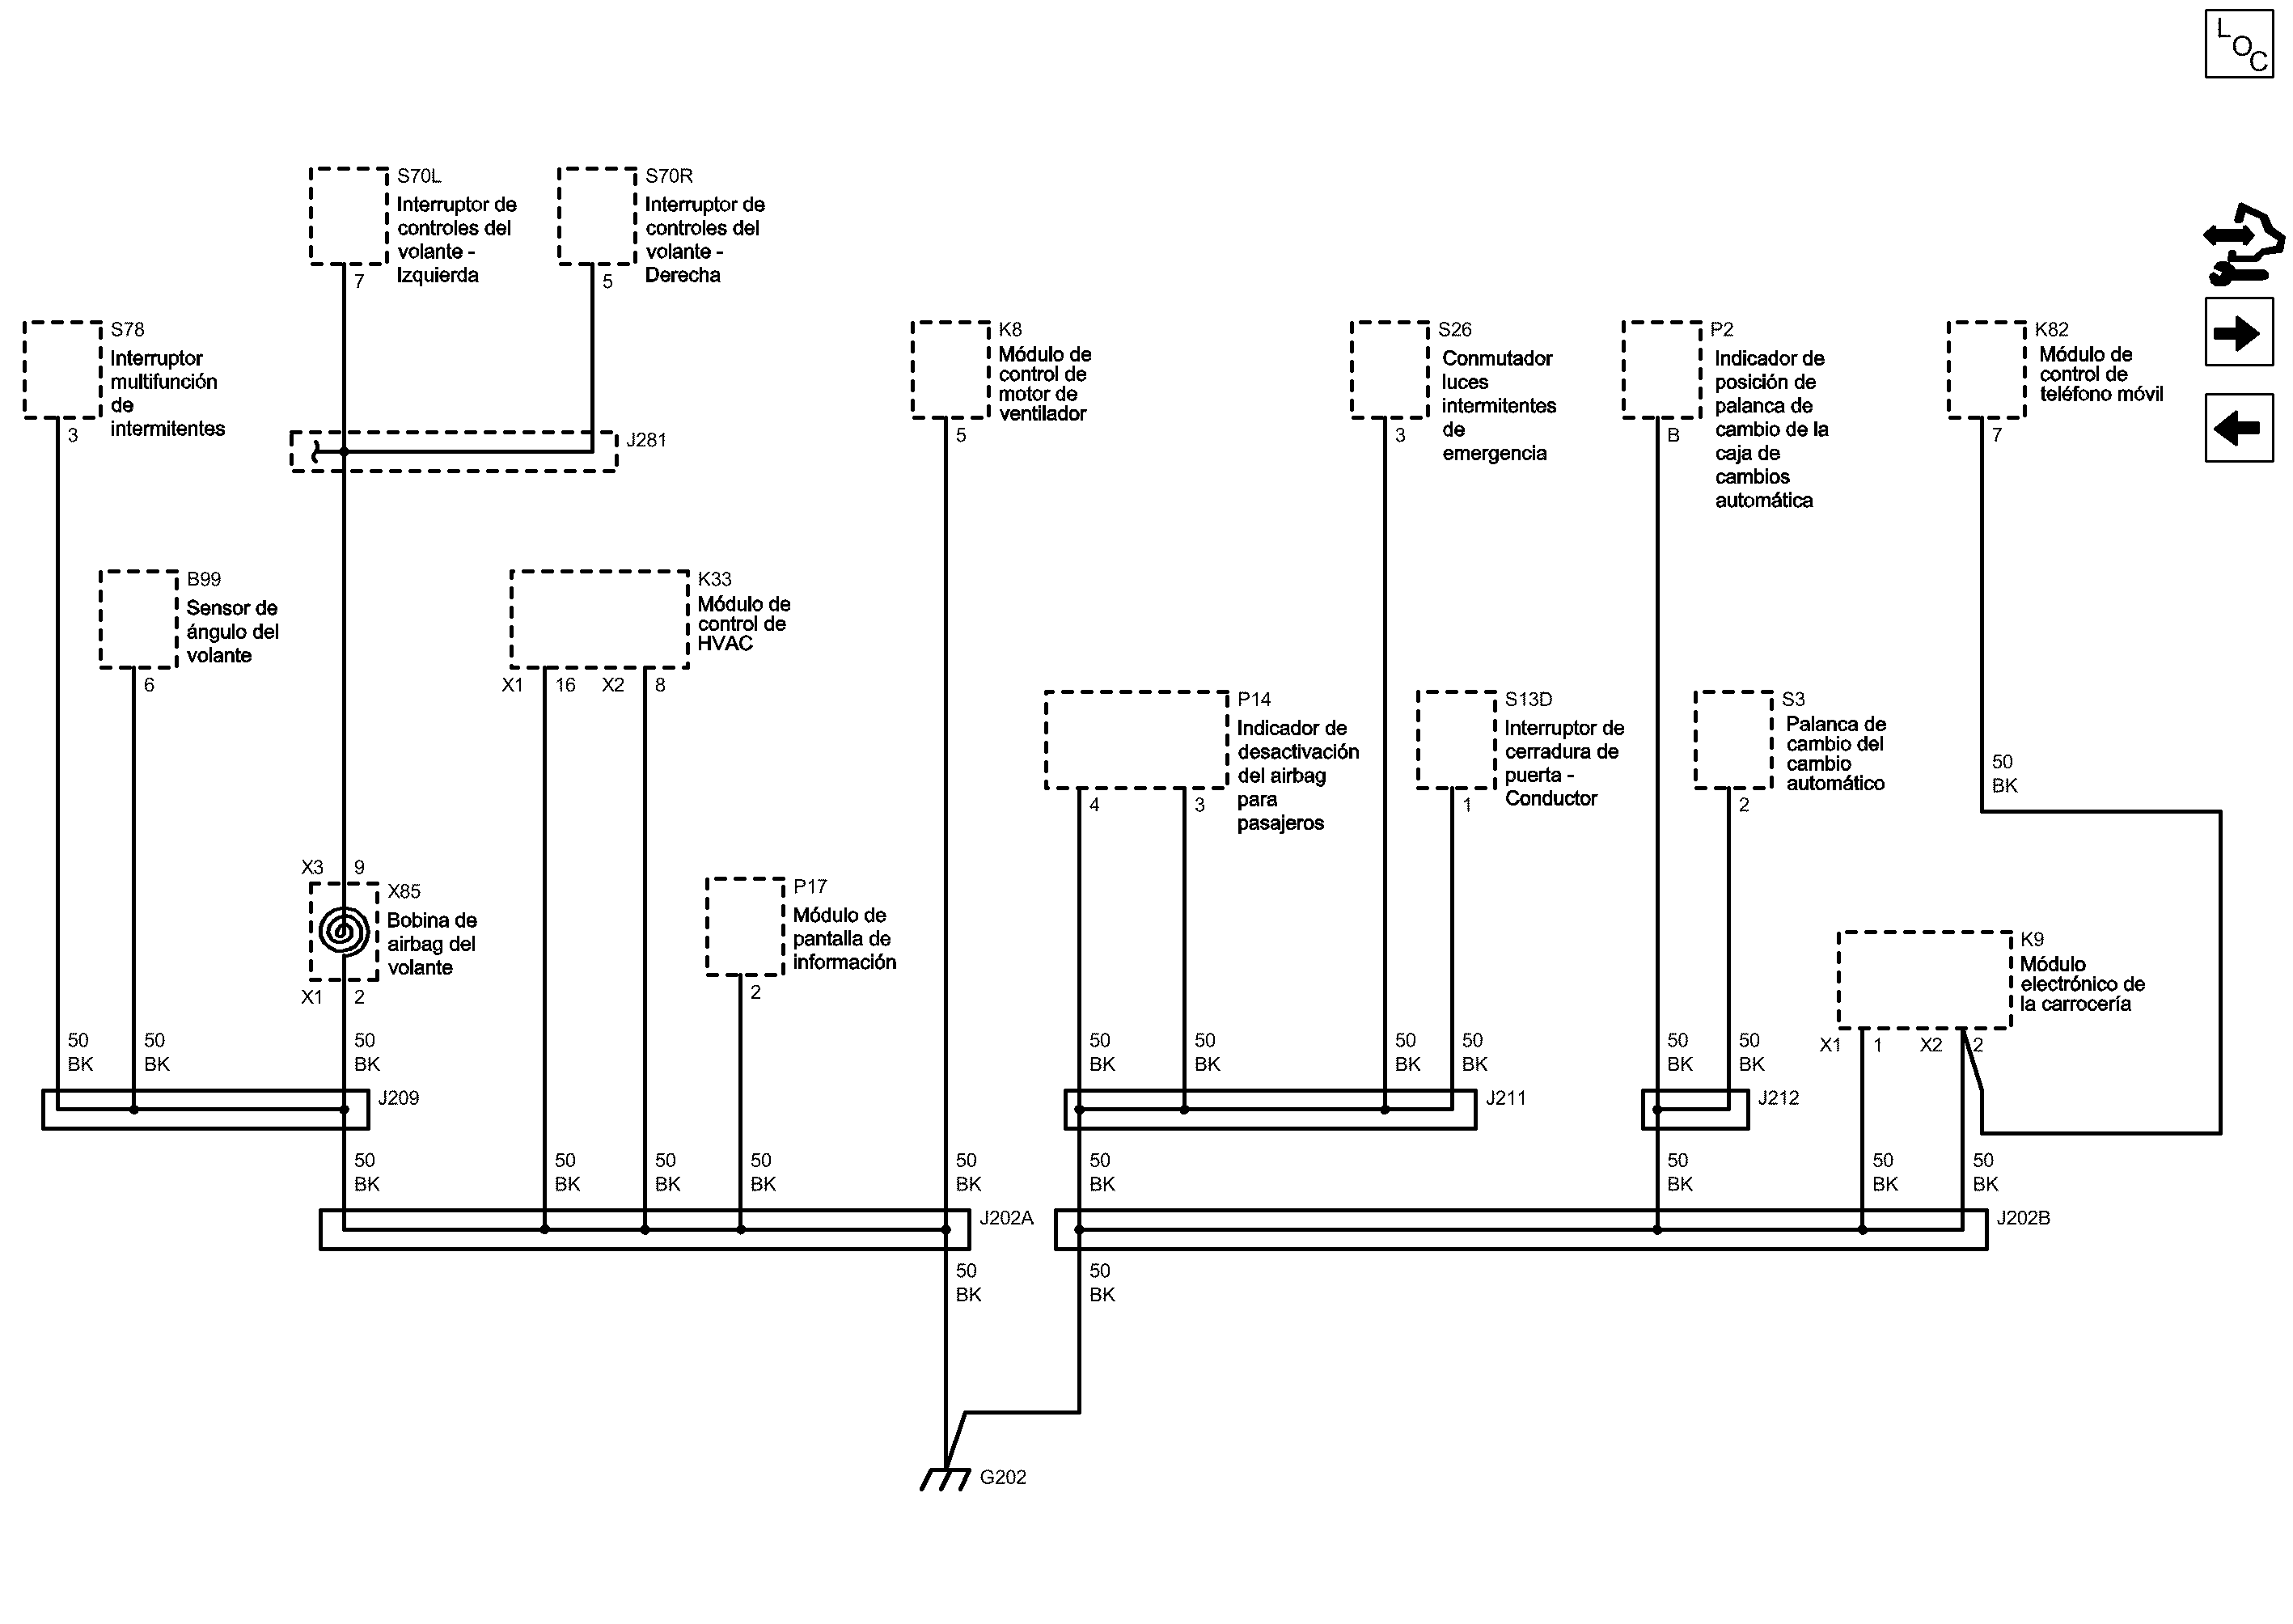 LOC
S70L
Interruptor de
controles del
volante -
Izquierda
7
S70R
Interruptor de
controles del
volante -
Derecha
5
S78
Interruptor
multifunción
de
intermitentes
3
J281
K8
Módulo de
control de
motor de
ventilador
5
S26
Conmutador
luces
intermitentes
de
emergencia
3
P2
Indicador de
posición de
palanca de
cambio de la
caja de
cambios
automática
B
K82
Módulo de
control de
teléfono móvil
7
B99
Sensor de
ángulo del
volante
6
K33
Módulo de
control de
HVAC
X1 16 X2 8
P14
Indicador de
desactivación
del airbag
para
pasajeros
4 3
S13D
Interruptor de
cerradura de
puerta -
Conductor
1
S3
Palanca de
cambio del
cambio
automático
2
50
BK
X3 9
X85
Bobina de
airbag del
volante
X1 2
P17
Módulo de
pantalla de
información
2
K9
Módulo
electrónico de
la carrocería
X1 1 X2 2
50 50 50 50 50 50 50 50 50
BK BK BK BK BK BK BK BK BK
J209 J211 J212
50 50 50 50 50 50 50 50 50
BK BK BK BK BK BK BK BK BK
J202A J202B
50 50
BK BK
G202